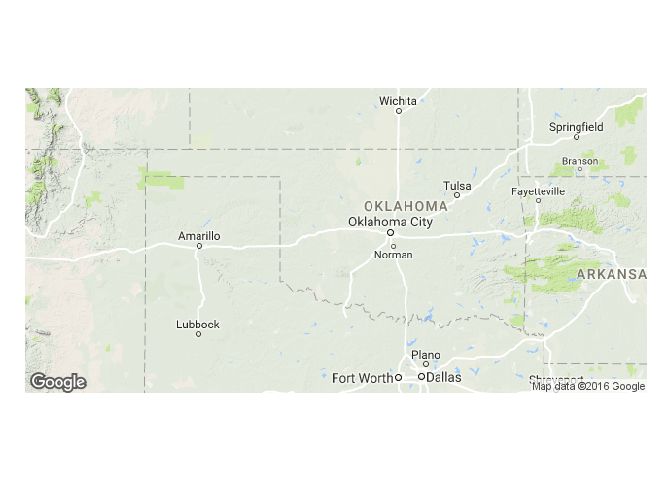 Wichita
Springfield
Branson
Tulsa
Fayetteville
OKLAHOMA
Oklahoma City
Amarillo
Norman
ARKANSA
Lubbock
Plano
Fort Worth
Dallas
Shreveport
Google
Map data ©2016 Google